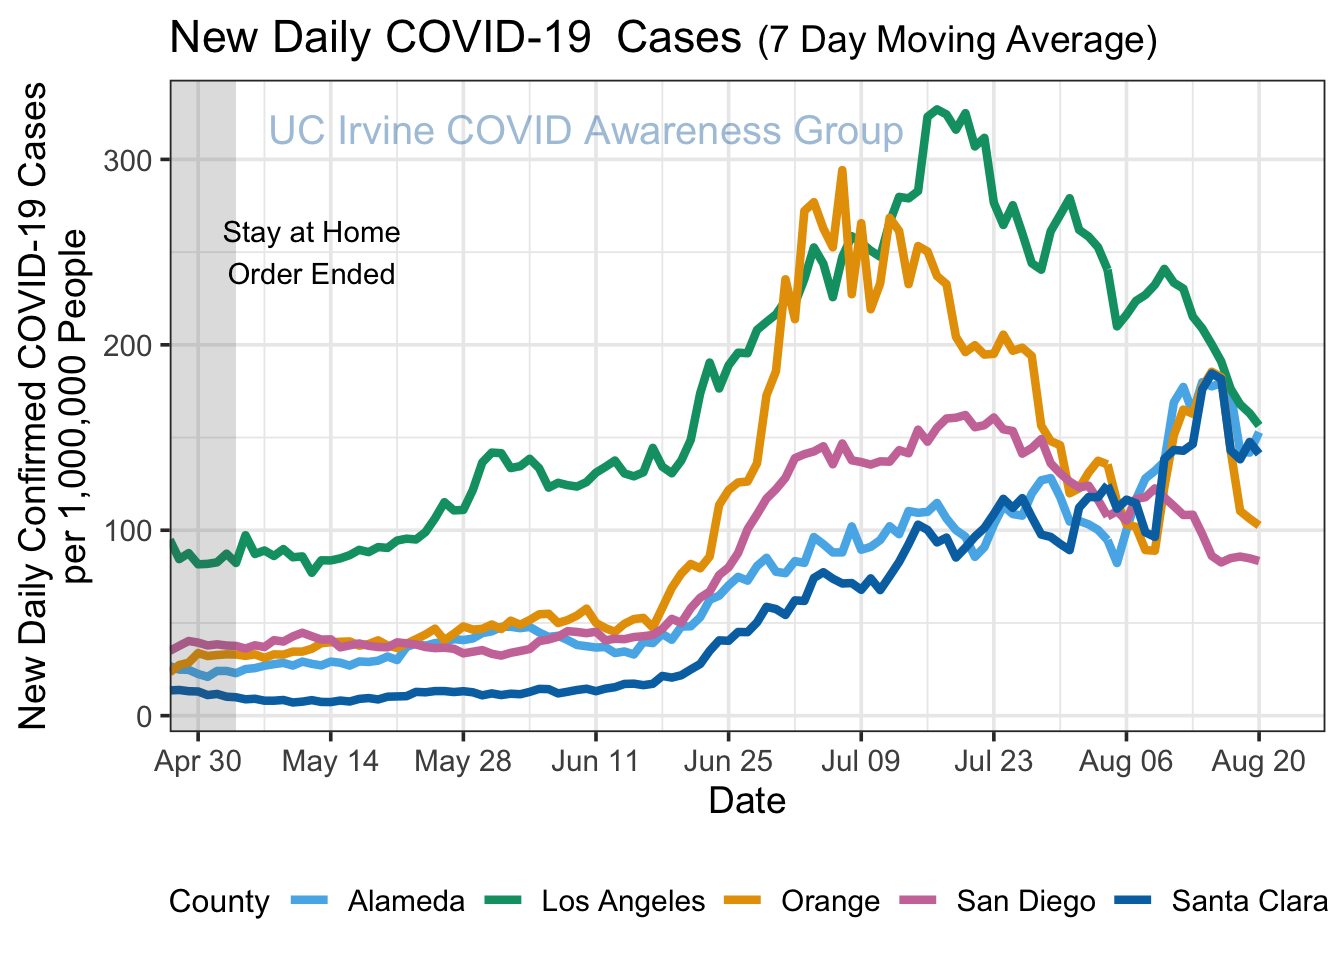 New Daily COVID-19  Cases (7 Day Moving Average)
UC Irvine COVID Awareness Group
Stay at Home
Order Ended
New Daily Confirmed COVID-19 Cases
per 1,000,000 People
300
200
100
0
Apr 30 May 14 May 28 Jun 11 Jun 25 Jul 09 Jul 23 Aug 06 Aug 20
Date
County Alameda Los Angeles Orange San Diego Santa Clara